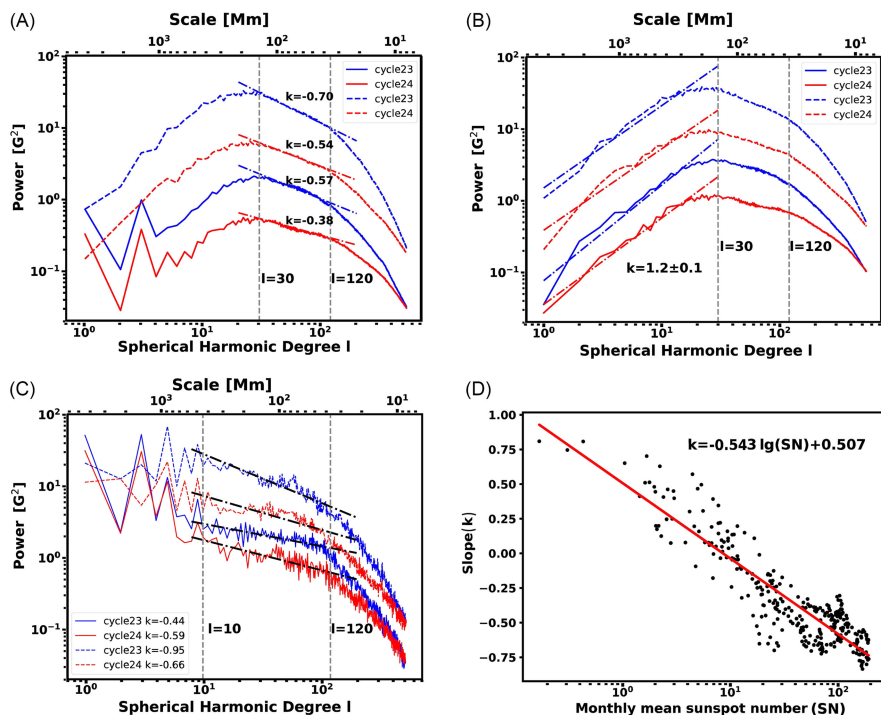 (A)
Scale [Mm]
10³ 10² 10¹
Power [G²]
10² 10¹ 10⁰ 10⁻¹
cycle23
cycle24
cycle23
cycle24
k=-0.70
k=-0.54
k=-0.57
k=-0.38
l=30 l=120
10⁰ 10¹ 10²
Spherical Harmonic Degree l
(B)
Scale [Mm]
10³ 10² 10¹
Power [G²]
10² 10¹ 10⁰ 10⁻¹
cycle23
cycle24
cycle23
cycle24
l=30 l=120
k=1.2±0.1
10⁰ 10¹ 10²
Spherical Harmonic Degree l
(C)
Scale [Mm]
10³ 10² 10¹
Power [G²]
10² 10¹ 10⁰ 10⁻¹
cycle23 k=-0.44
cycle24 k=-0.59
cycle23 k=-0.95
cycle24 k=-0.66
l=10 l=120
10⁰ 10¹ 10²
Spherical Harmonic Degree l
(D)
Slope(k)
1.00
0.75
0.50
0.25
0.00
−0.25
−0.50
−0.75
k=-0.543 lg(SN)+0.507
10⁰ 10¹ 10²
Monthly mean sunspot number (SN)